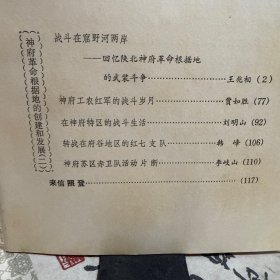 神府革命根据地的创建和发展(二)
战斗在窟野河两岸
——回忆陕北神府革命根据地
的武装斗争……王兆相(2)
神府工农红军的战斗岁月……贾如胜(77)
在神府特区的战斗生活……刘明山(92)
转战在府谷地区的红七支队……韩峰(106)
神府苏区赤卫队活动片断……李岐山(110)
来信照登……(117)